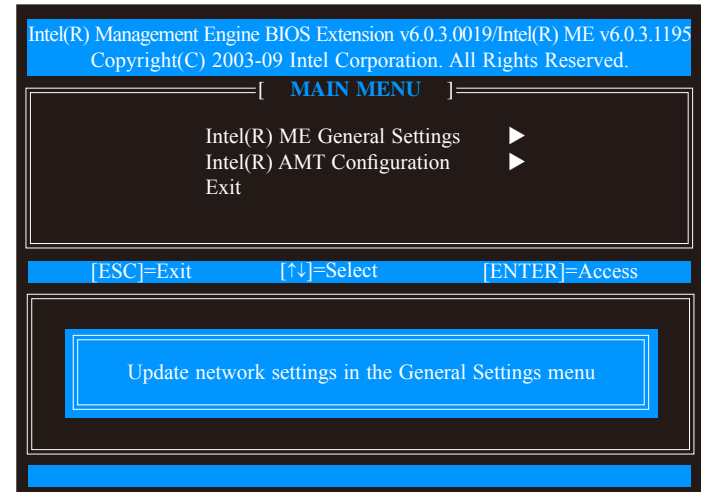 Intel(R) Management Engine BIOS Extension v6.0.3.0019/Intel(R) ME v6.0.3.1195
Copyright(C) 2003-09 Intel Corporation. All Rights Reserved.
[ MAIN MENU ]
Intel(R) ME General Settings ►
Intel(R) AMT Configuration ►
Exit
[ESC]=Exit [↑↓]=Select [ENTER]=Access
Update network settings in the General Settings menu